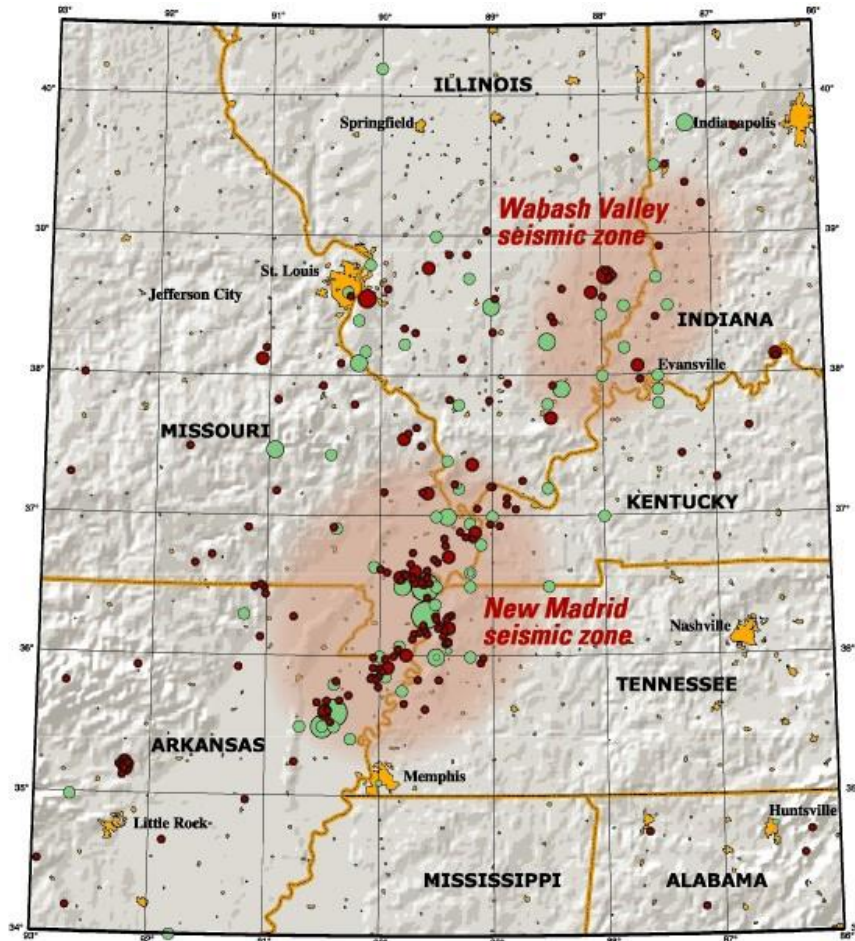 93° 92° 91° 90° 89° 88° 87° 86°
ILLINOIS
40°
Springfield
Indianapolis
Wabash Valley
seismic zone
39°
St. Louis
Jefferson City
INDIANA
38°
Evansville
MISSOURI
37°
KENTUCKY
New Madrid
seismic zone
Nashville
36°
TENNESSEE
ARKANSAS
Memphis
35°
Little Rock
Huntsville
MISSISSIPPI
ALABAMA
34°